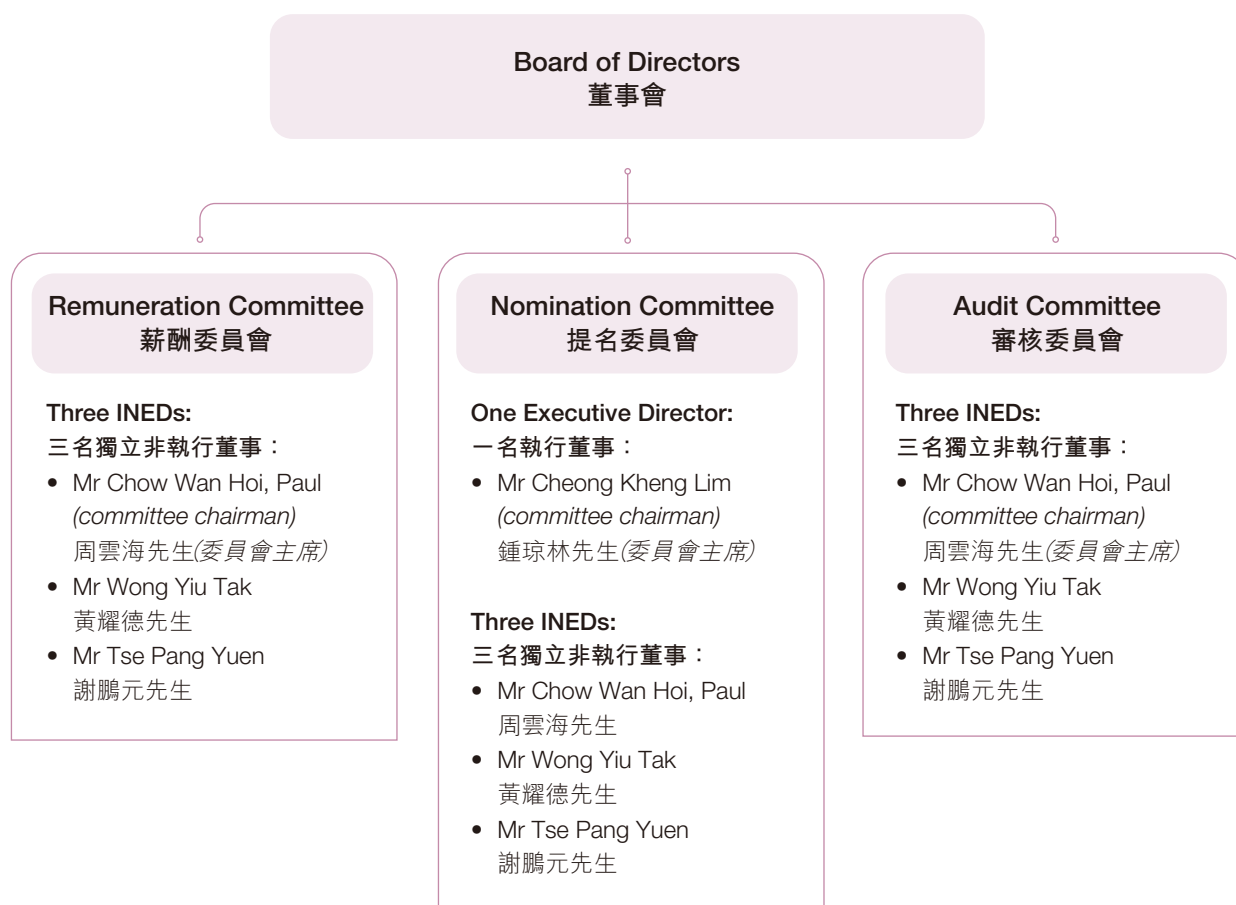 Board of Directors
董事會
Remuneration Committee
薪酬委員會
Three INEDs:
三名獨立非執行董事：
• Mr Chow Wan Hoi, Paul
(committee chairman)
周雲海先生(委員會主席)
• Mr Wong Yiu Tak
黃耀德先生
• Mr Tse Pang Yuen
謝鵬元先生
Nomination Committee
提名委員會
One Executive Director:
一名執行董事：
• Mr Cheong Kheng Lim
(committee chairman)
鍾琼林先生(委員會主席)
Three INEDs:
三名獨立非執行董事：
• Mr Chow Wan Hoi, Paul
周雲海先生
• Mr Wong Yiu Tak
黃耀德先生
• Mr Tse Pang Yuen
謝鵬元先生
Audit Committee
審核委員會
Three INEDs:
三名獨立非執行董事：
• Mr Chow Wan Hoi, Paul
(committee chairman)
周雲海先生(委員會主席)
• Mr Wong Yiu Tak
黃耀德先生
• Mr Tse Pang Yuen
謝鵬元先生